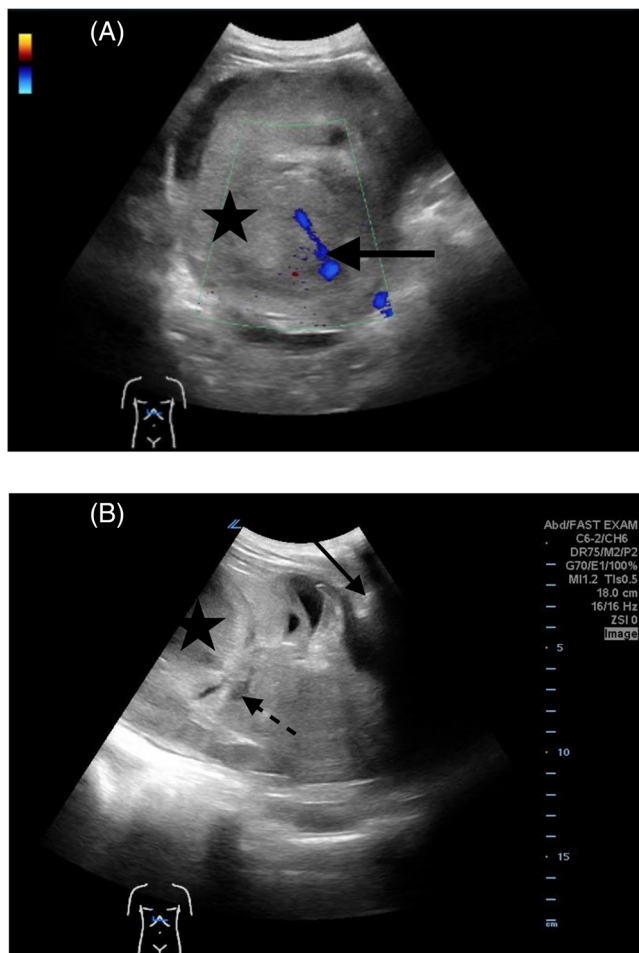 (A)
(B)
Abd/FAST EXAM
C6-2/CH6
DR75/M2/P2
G70/E1/100%
MI1.2 TIs0.5
18.0 cm
16/16 Hz
ZSI 0
Image
5
10
15
cm